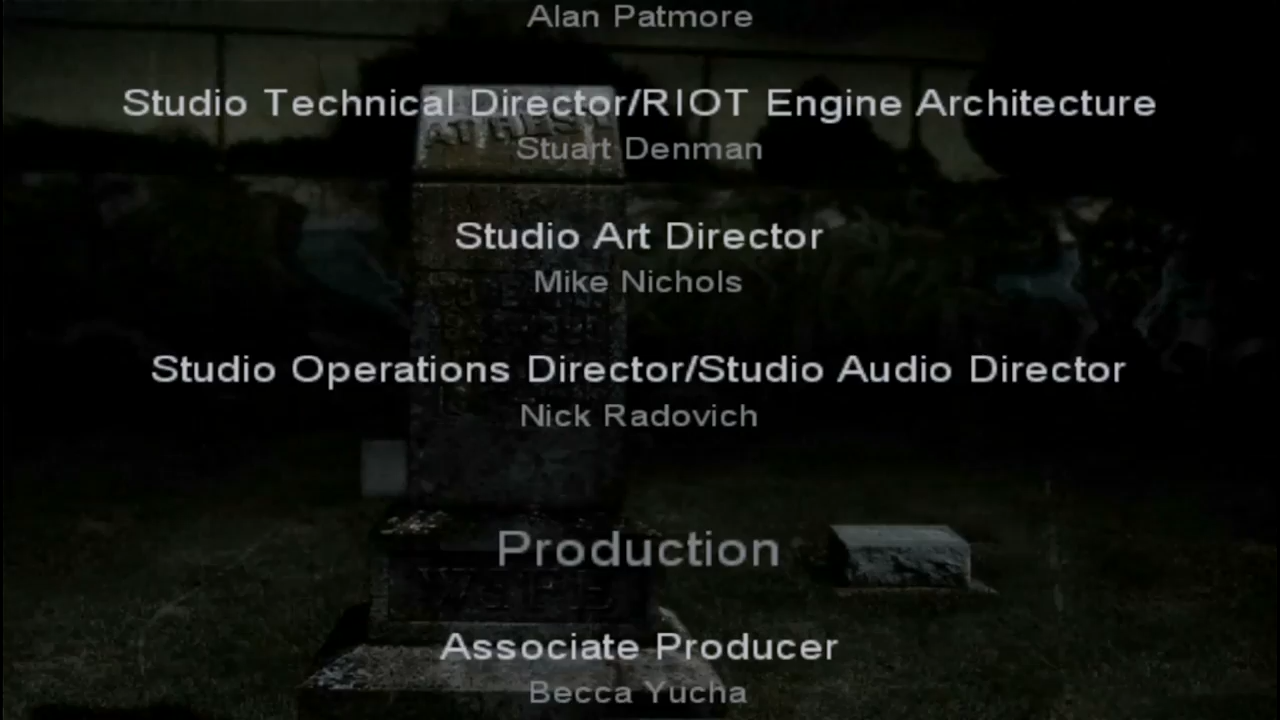 Alan Patmore
Studio Technical Director/RIOT Engine Architecture
Stuart Denman
Studio Art Director
Mike Nichols
Studio Operations Director/Studio Audio Director
Nick Radovich
Production
Associate Producer
Becca Yucha